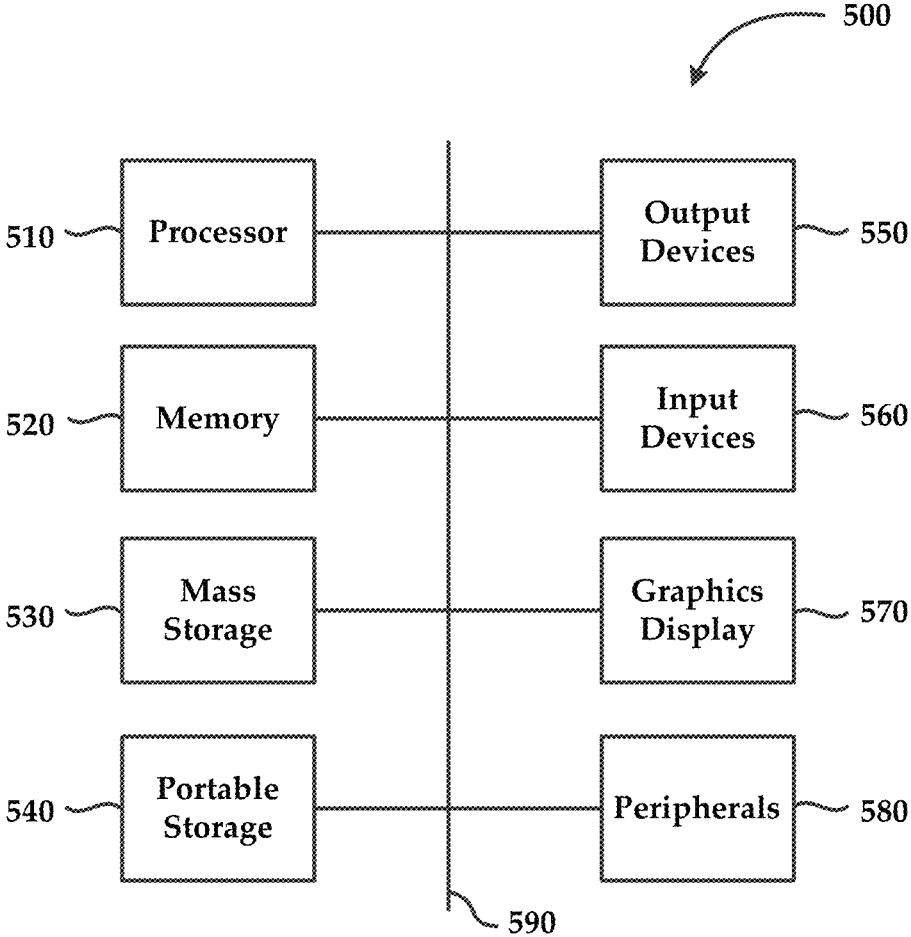 500
510
Processor
Output
Devices
550
520
Memory
Input
Devices
560
530
Mass
Storage
Graphics
Display
570
540
Portable
Storage
Peripherals
580
590